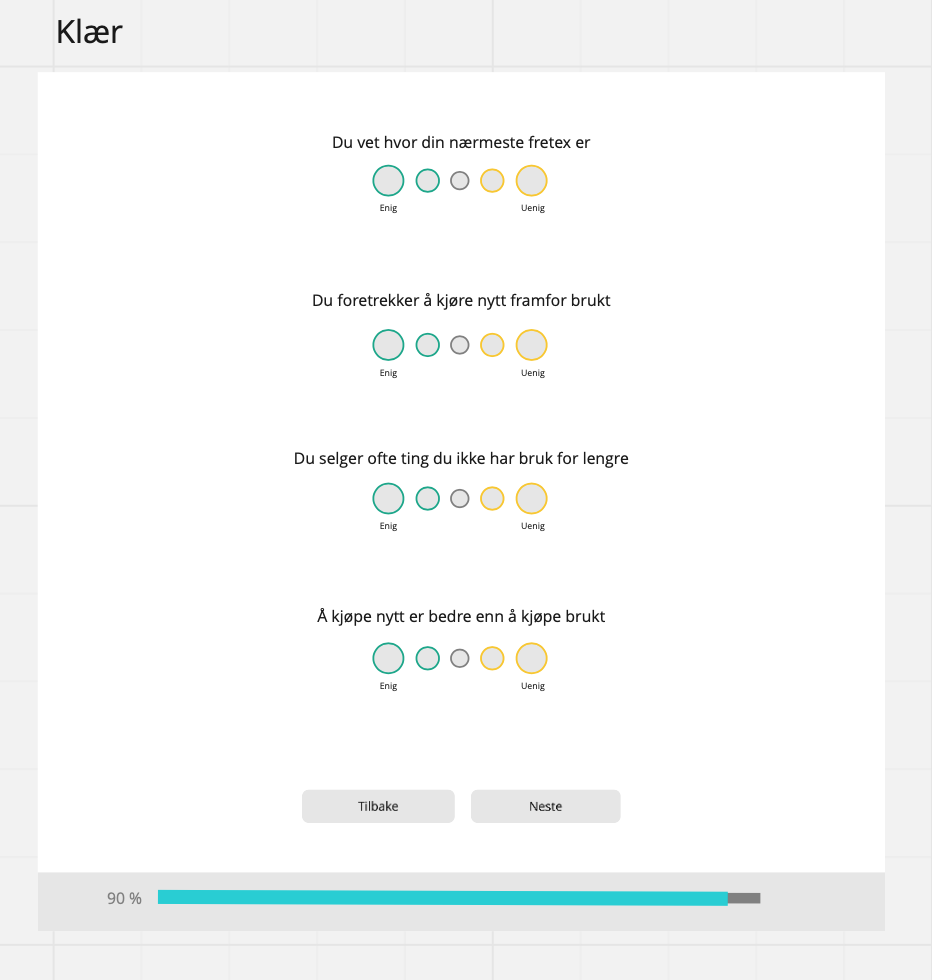 Klær
Du vet hvor din nærmeste fretex er
Enig Uenig
Du foretrekker å kjøre nytt framfor brukt
Enig Uenig
Du selger ofte ting du ikke har bruk for lengre
Enig Uenig
Å kjøpe nytt er bedre enn å kjøpe brukt
Enig Uenig
Tilbake Neste
90 %